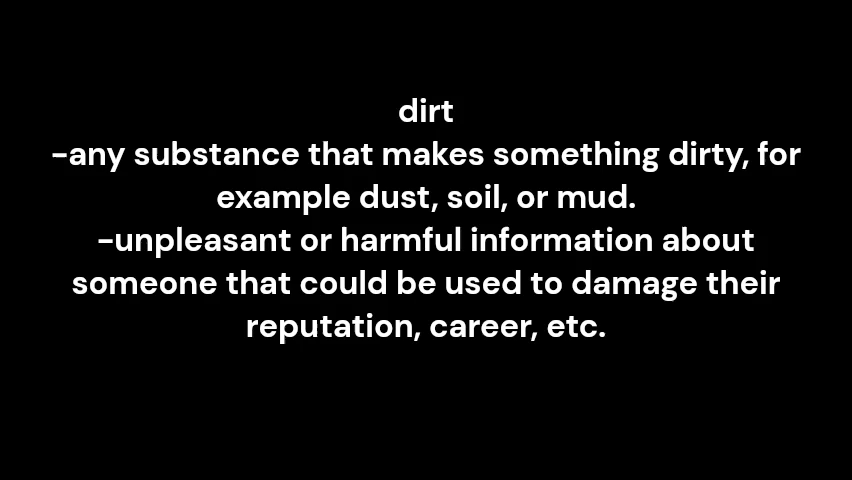 dirt
-any substance that makes something dirty, for
example dust, soil, or mud.
-unpleasant or harmful information about
someone that could be used to damage their
reputation, career, etc.